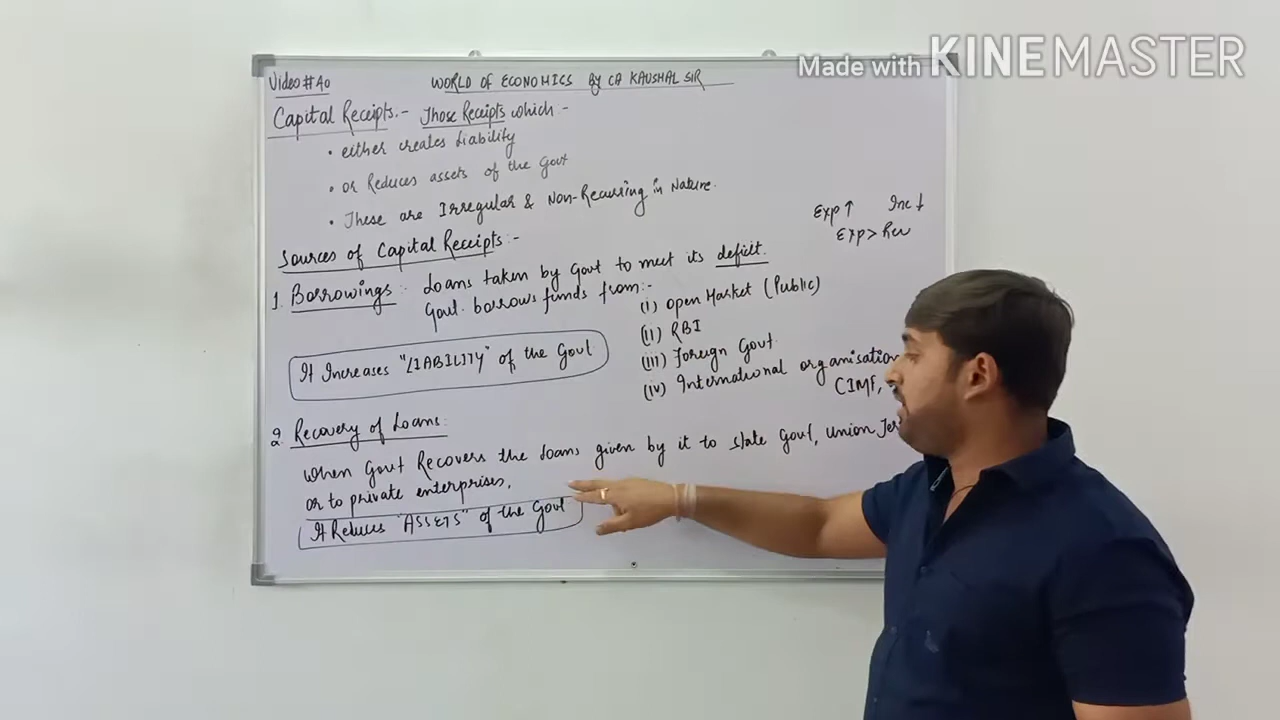 Made with KINEMASTER
Video#40 WORLD OF ECONOMICS By CA KAUSHAL SIR
Capital Receipts.- Those Receipts which :-
• either creates Liability
• or Reduces assets of the Govt
• These are Irregular & Non-Recurring in Nature.
Exp↑ Inc↓
Exp > Rev
Sources of Capital Receipts:-
1. Borrowings:- Loans taken by Govt to meet its deficit.
Govt. borrows funds from:-
(i) Open Market (Public)
(ii) RBI
(iii) Foreign Govt.
(iv) International organisation
(IMF,
It Increases "LIABILITY" of the Govt
2. Recovery of Loans:
When Govt Recovers the Loans given by it to state Govt, Union
or to private enterprises.
It Reduces "ASSETS" of the Govt